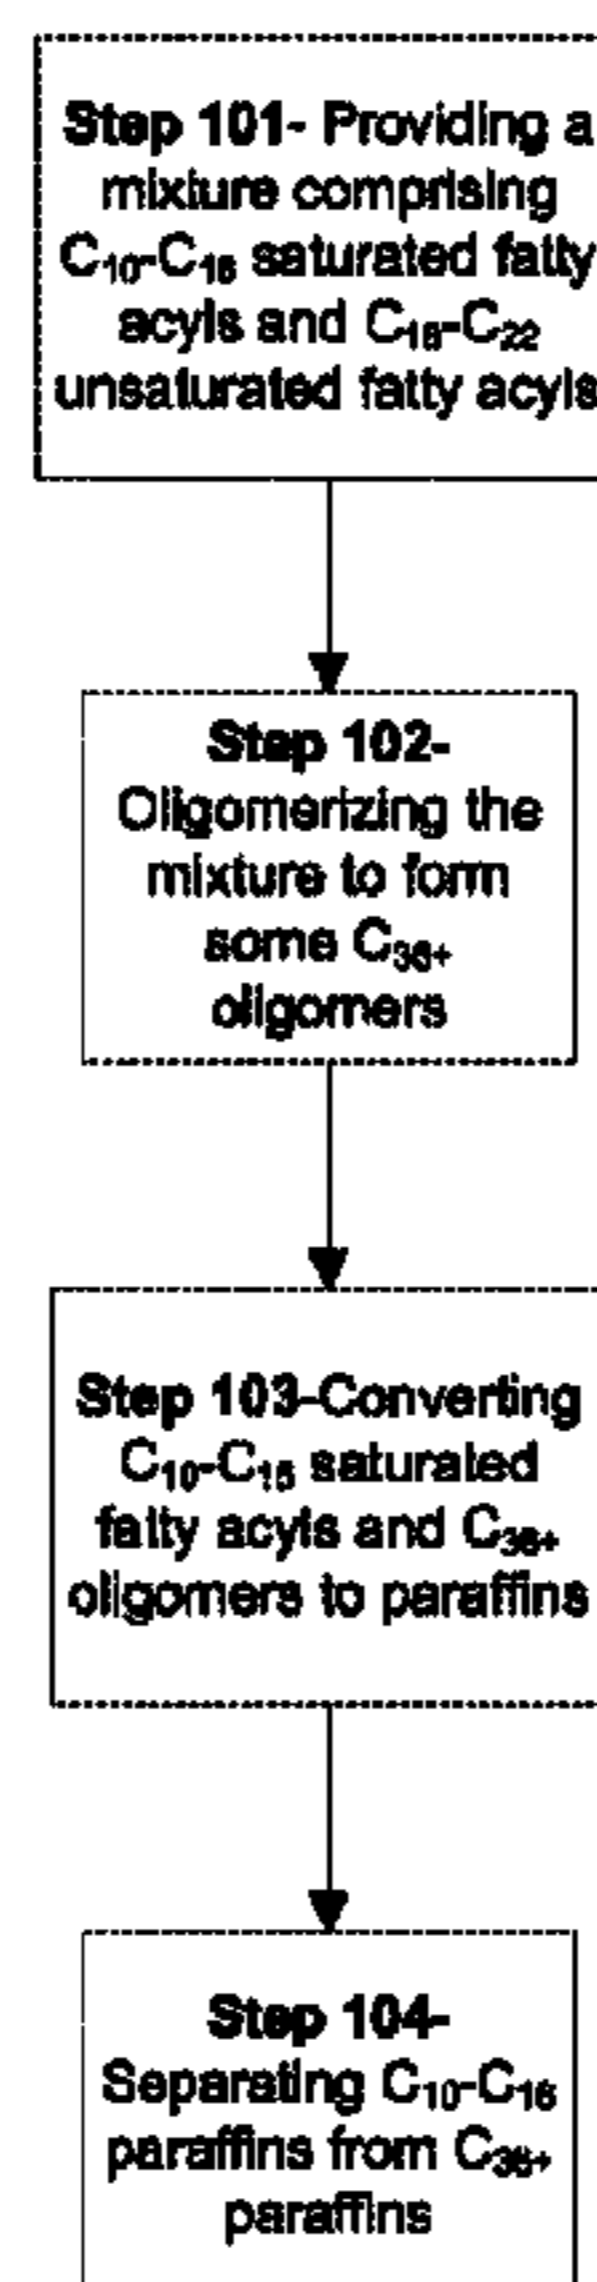 Step 101- Providing a
mixture comprising
C₁₀-C₁₆ saturated fatty
acyls and C₁₈-C₂₂
unsaturated fatty acyls
Step 102-
Oligomerizing the
mixture to form
some C₃₆₊
oligomers
Step 103-Converting
C₁₀-C₁₆ saturated
fatty acyls and C₃₆₊
oligomers to paraffins
Step 104-
Separating C₁₀-C₁₆
paraffins from C₃₆₊
paraffins